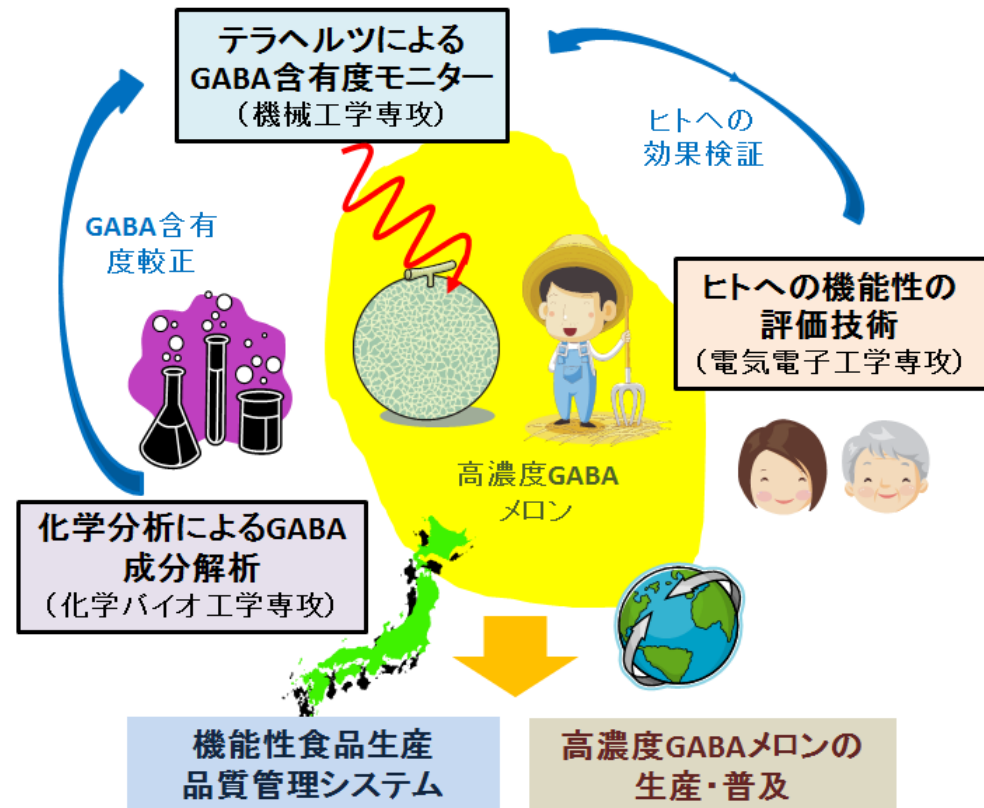 テラヘルツによる
GABA含有度モニター
（機械工学専攻）
ヒトへの
効果検証
GABA含有
度較正
ヒトへの機能性の
評価技術
（電気電子工学専攻）
高濃度GABA
メロン
化学分析によるGABA
成分解析
（化学バイオ工学専攻）
機能性食品生産
品質管理システム
高濃度GABAメロンの
生産・普及